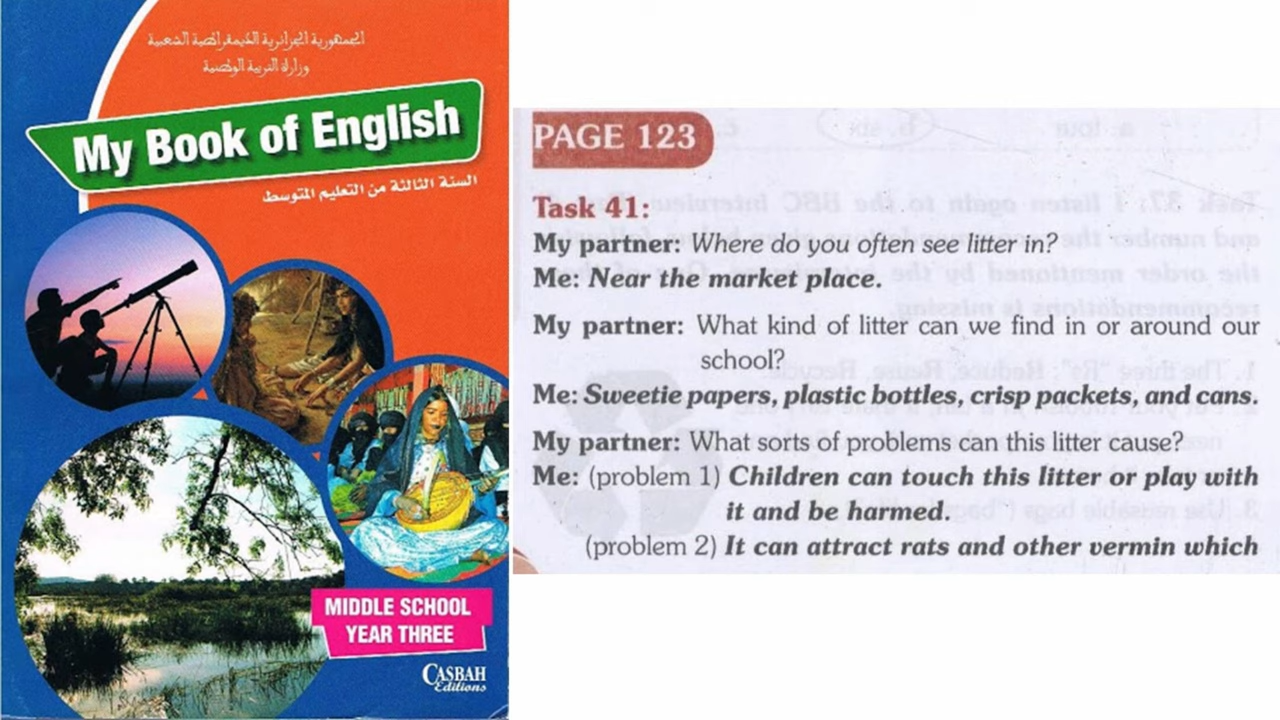 الجمهورية الجزائرية الديمقراطية الشعبية
وزارة التربية الوطنية
My Book of English
السنة الثالثة من التعليم المتوسط
MIDDLE SCHOOL
YEAR THREE
CASBAH
Editions
PAGE 123
Task 41:
My partner: Where do you often see litter in?
Me: Near the market place.
My partner: What kind of litter can we find in or around our
school?
Me: Sweetie papers, plastic bottles, crisp packets, and cans.
My partner: What sorts of problems can this litter cause?
Me: (problem 1) Children can touch this litter or play with
it and be harmed.
(problem 2) It can attract rats and other vermin which